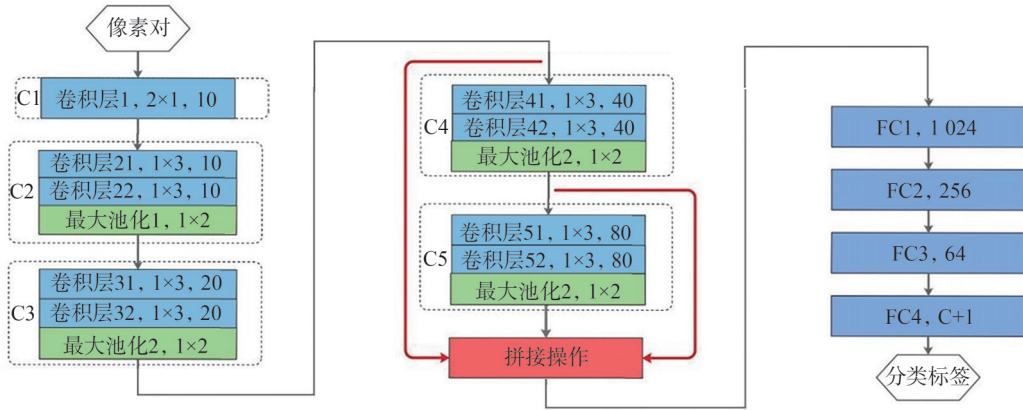 像素对
C1
卷积层1, 2×1, 10
C2
卷积层21, 1×3, 10
卷积层22, 1×3, 10
最大池化1, 1×2
C3
卷积层31, 1×3, 20
卷积层32, 1×3, 20
最大池化2, 1×2
C4
卷积层41, 1×3, 40
卷积层42, 1×3, 40
最大池化2, 1×2
C5
卷积层51, 1×3, 80
卷积层52, 1×3, 80
最大池化2, 1×2
拼接操作
FC1, 1 024
FC2, 256
FC3, 64
FC4, C+1
分类标签